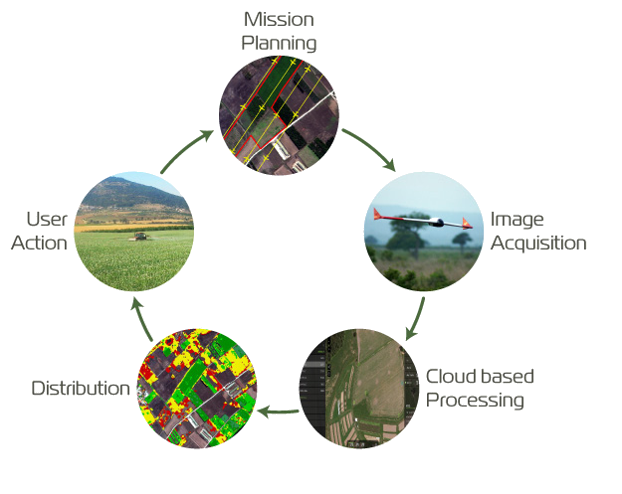 Mission
Planning
Image
Acquisition
Cloud based
Processing
Distribution
User
Action